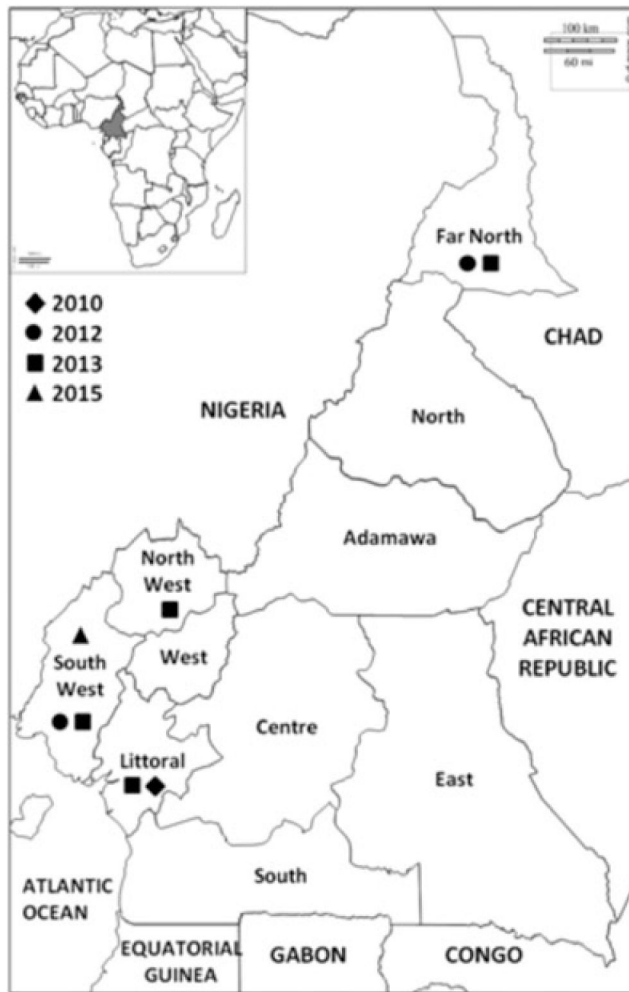 100 km
60 mi
Far North
2010
2012
2013
2015
CHAD
NIGERIA
North
Adamawa
North
West
CENTRAL
AFRICAN
REPUBLIC
West
South
West
Centre
Littoral
East
South
ATLANTIC
OCEAN
EQUATORIAL
GUINEA
GABON
CONGO